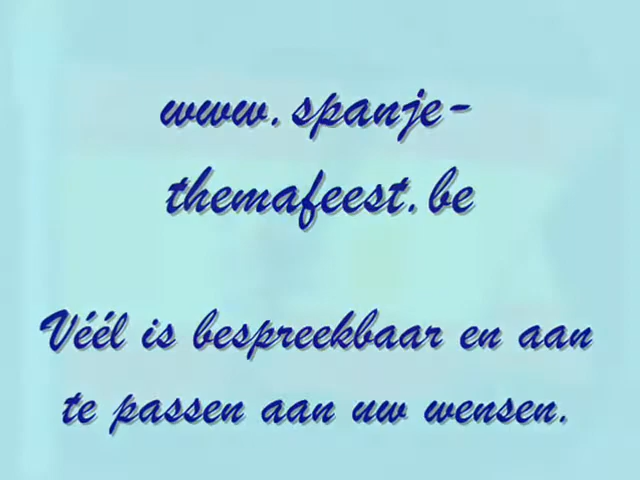 www.spanje-
themafeest.be
Véél is bespreekbaar en aan
te passen aan uw wensen.